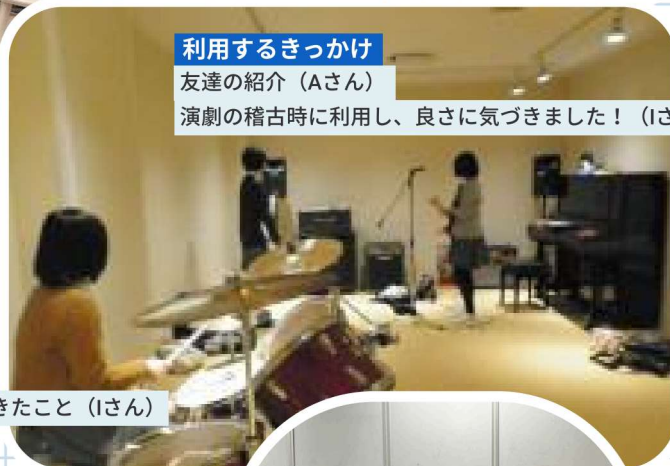 利用するきっかけ
友達の紹介（Aさん）
演劇の稽古時に利用し、良さに気づきました！（Iさ
きたこと（Iさん）